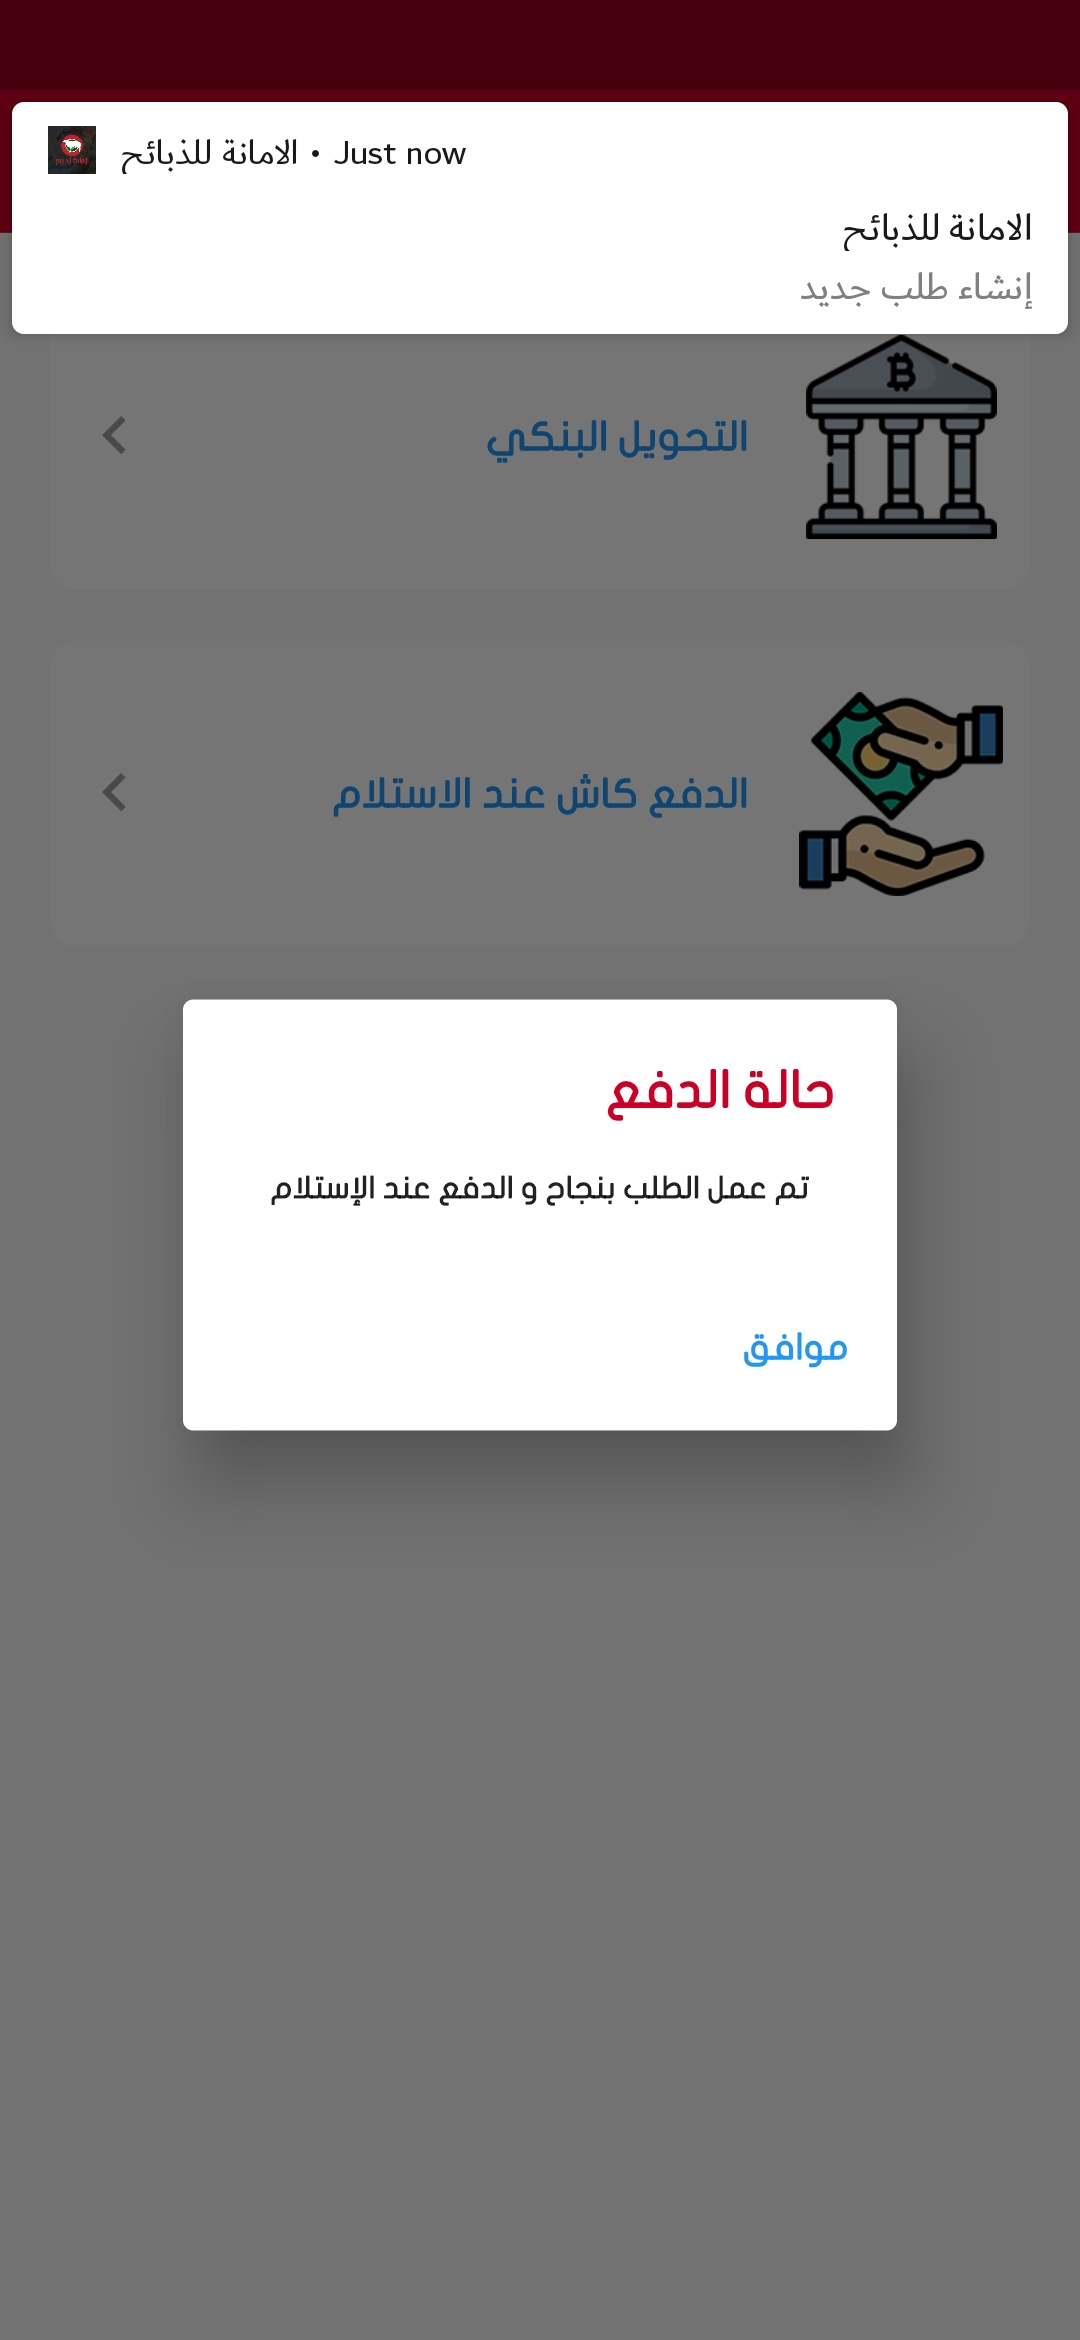 الامانة للذبائح • Just now
الامانة للذبائح
إنشاء طلب جديد
التحويل البنكي
الدفع كاش عند الاستلام
حالة الدفع
تم عمل الطلب بنجاح و الدفع عند الإستلام
موافق